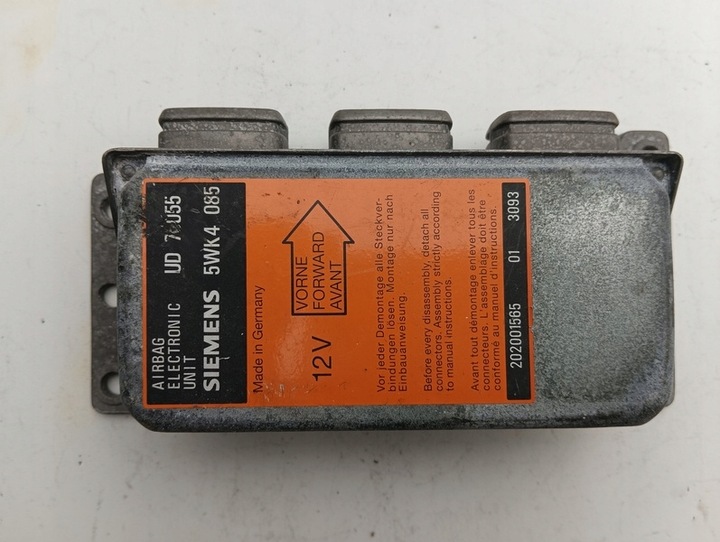 AIRBAG
ELECTRONIC
UNIT
UD
SIEMENS 5WK4 085
Made in Germany
12V
VORNE
FORWARD
AVANT
Vor jeder Demontage alle Steckver-
bindungen lösen. Montage nur nach
Einbauanweisung.
Before every disassembly, detach all
connectors. Assembly strictly according
to manual instructions.
Avant tout démontage enlever tous les
connecteurs. L'assemblage doit être
conformé au manuel d'instructions.
202001565 01 3093